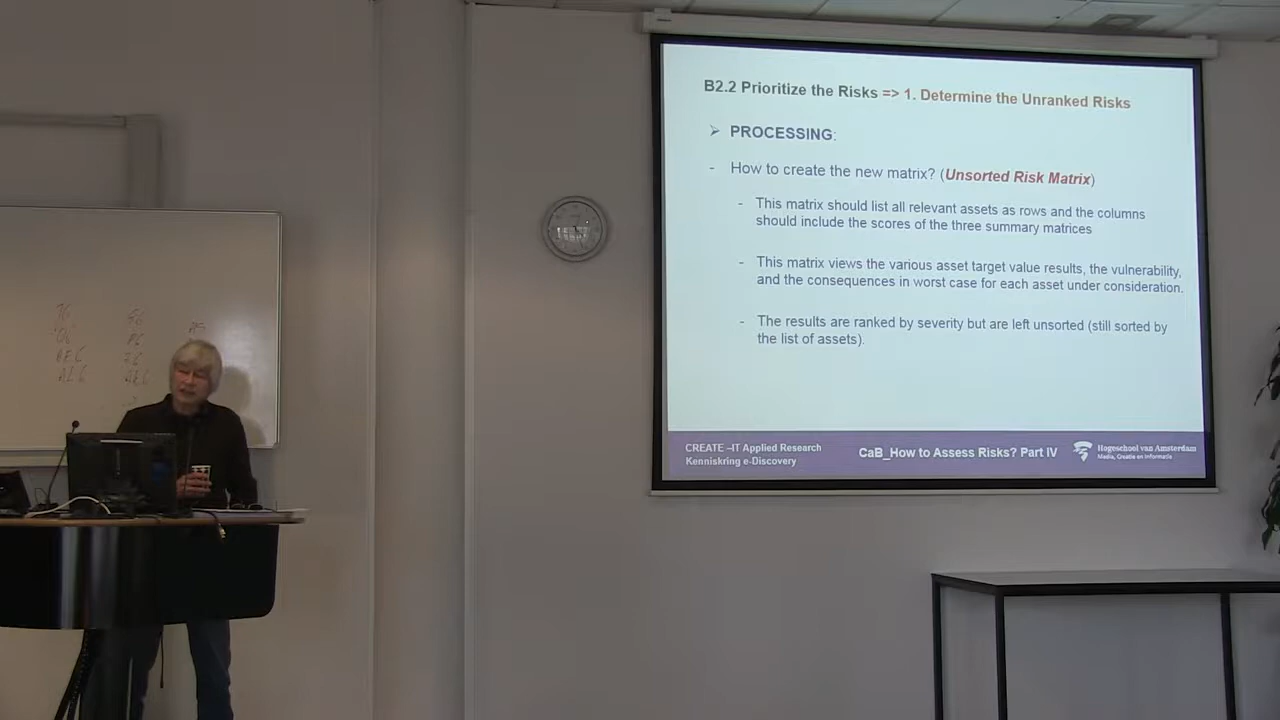 B2.2 Prioritize the Risks => 1. Determine the Unranked Risks
➢ PROCESSING:
- How to create the new matrix? (Unsorted Risk Matrix)
- This matrix should list all relevant assets as rows and the columns
should include the scores of the three summary matrices
- This matrix views the various asset target value results, the vulnerability,
and the consequences in worst case for each asset under consideration.
- The results are ranked by severity but are left unsorted (still sorted by
the list of assets).
CREATE –IT Applied Research
Kenniskring e-Discovery
CaB_How to Assess Risks? Part IV
Hogeschool van Amsterdam
Media, Creatie en Informatie